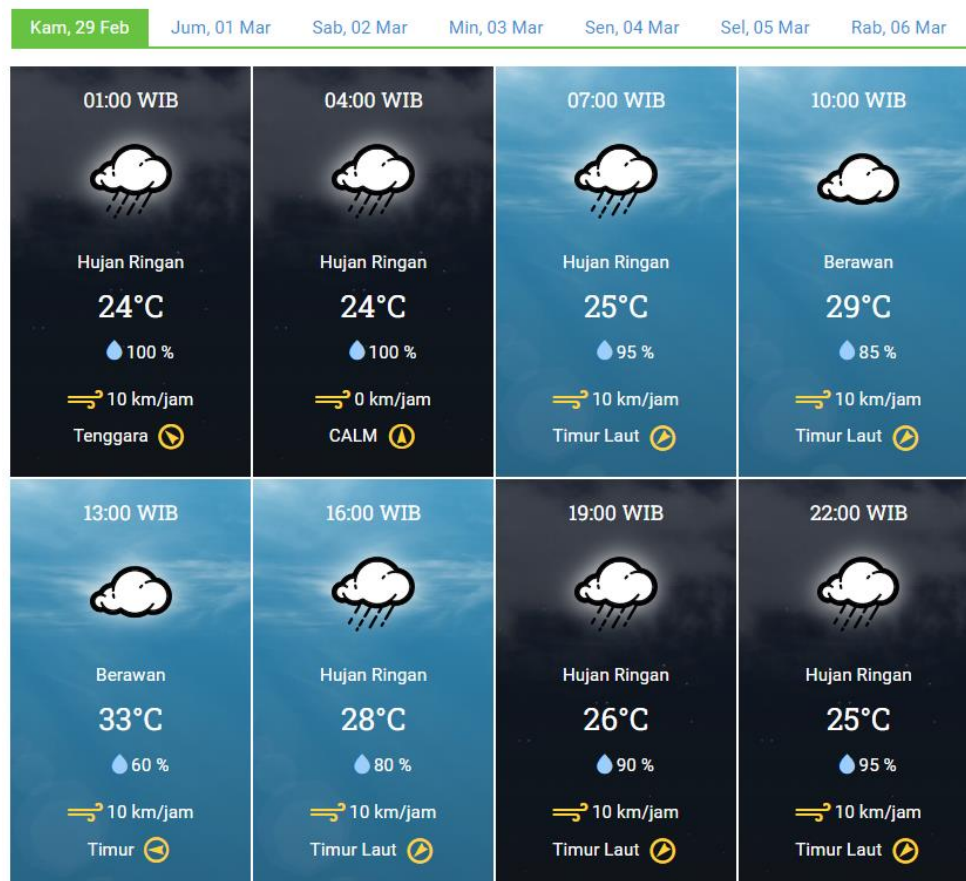 Kam, 29 Feb Jum, 01 Mar Sab, 02 Mar Min, 03 Mar Sen, 04 Mar Sel, 05 Mar Rab, 06 Mar
01:00 WIB
Hujan Ringan
24°C
100 %
10 km/jam
Tenggara
04:00 WIB
Hujan Ringan
24°C
100 %
0 km/jam
CALM
07:00 WIB
Hujan Ringan
25°C
95 %
10 km/jam
Timur Laut
10:00 WIB
Berawan
29°C
85 %
10 km/jam
Timur Laut
13:00 WIB
Berawan
33°C
60 %
10 km/jam
Timur
16:00 WIB
Hujan Ringan
28°C
80 %
10 km/jam
Timur Laut
19:00 WIB
Hujan Ringan
26°C
90 %
10 km/jam
Timur Laut
22:00 WIB
Hujan Ringan
25°C
95 %
10 km/jam
Timur Laut